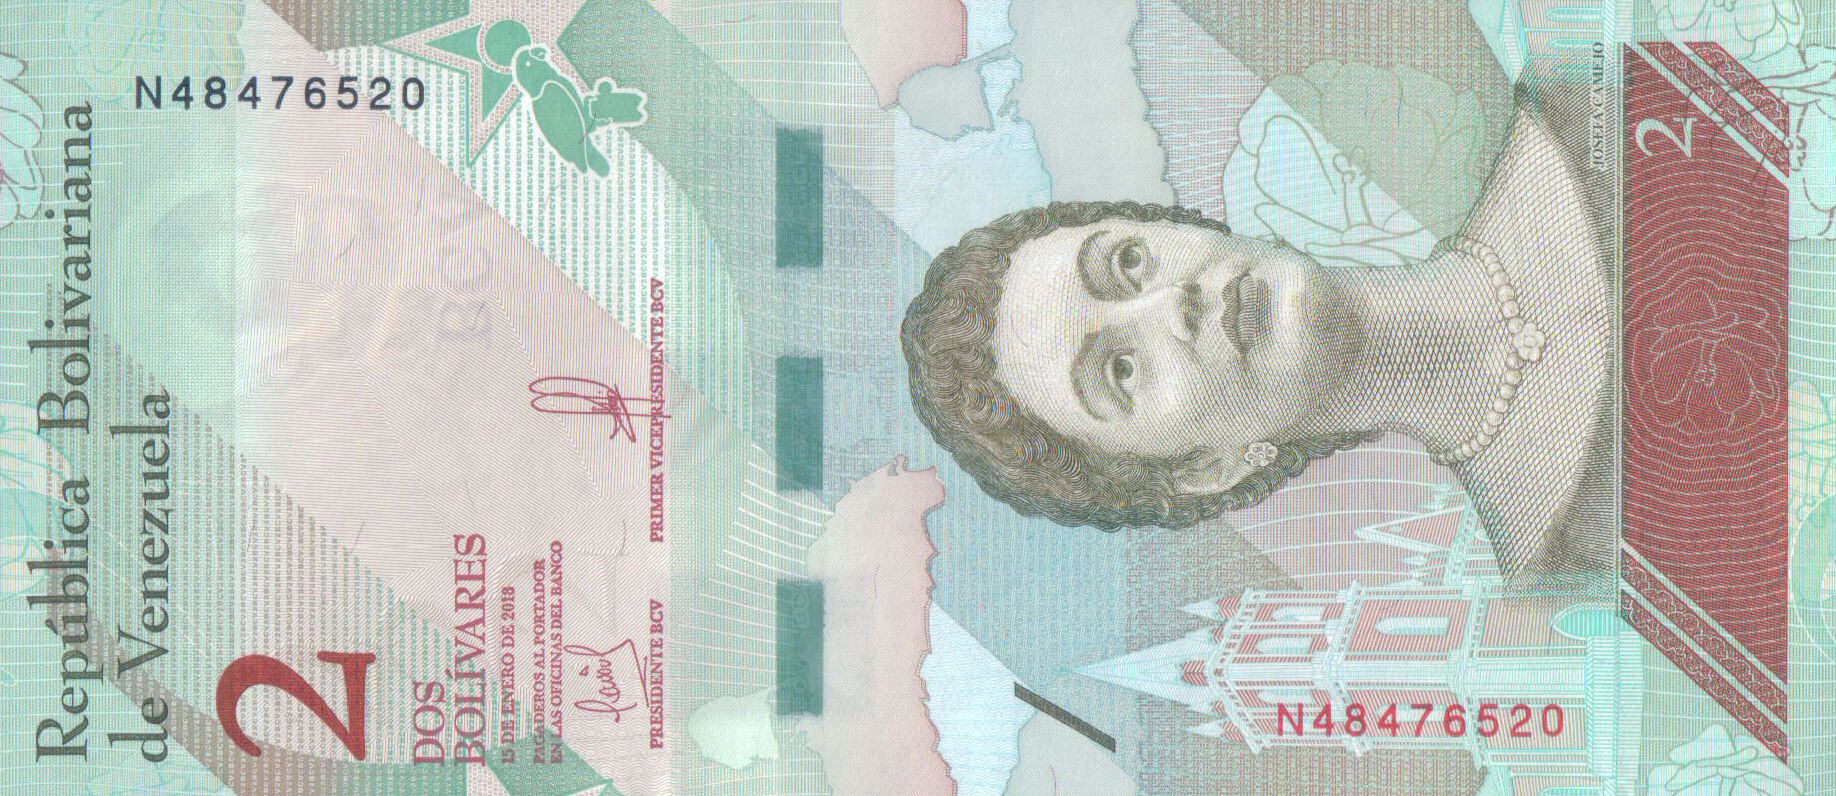 República Bolivariana
de Venezuela
N48476520
2
DOS
BOLÍVARES
15 DE ENERO DE 2018
PAGADEROS AL PORTADOR
EN LAS OFICINAS DEL BANCO
PRESIDENTE BCV
PRIMER VICEPRESIDENTE BCV
BCV
N48476520
JOSEFA CAMEJO
2